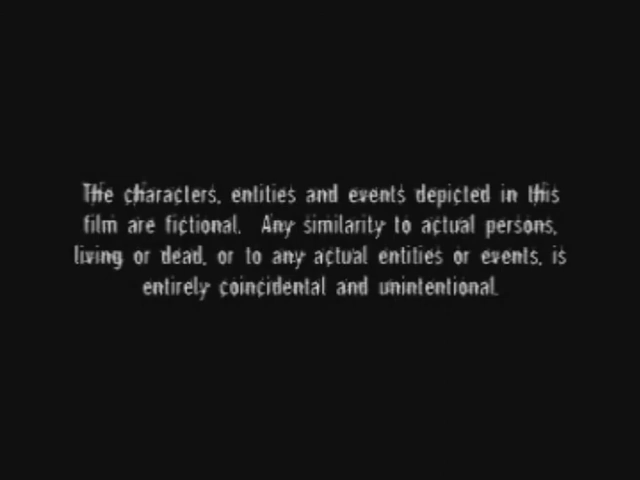 The characters, entities and events depicted in this
film are fictional. Any similarity to actual persons,
living or dead, or to any actual entities or events, is
entirely coincidental and unintentional.